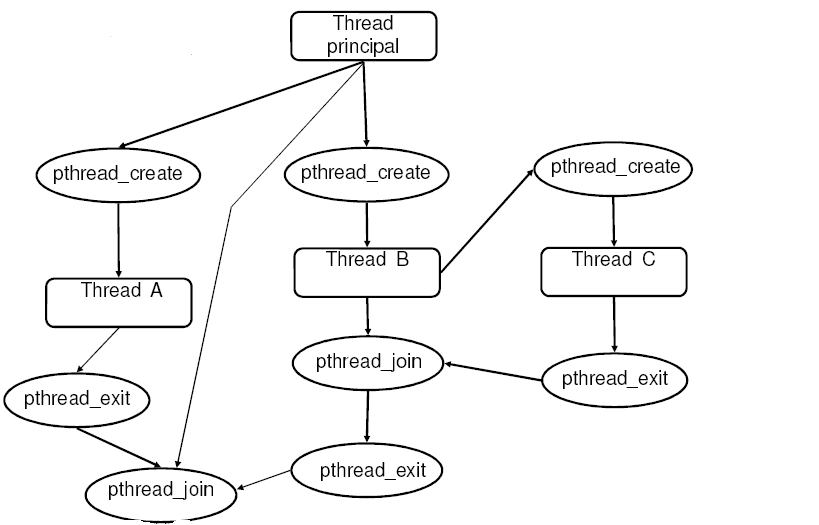 Thread
principal
pthread_create
pthread_create
pthread_create
Thread A
Thread B
Thread C
pthread_exit
pthread_join
pthread_exit
pthread_join
pthread_exit